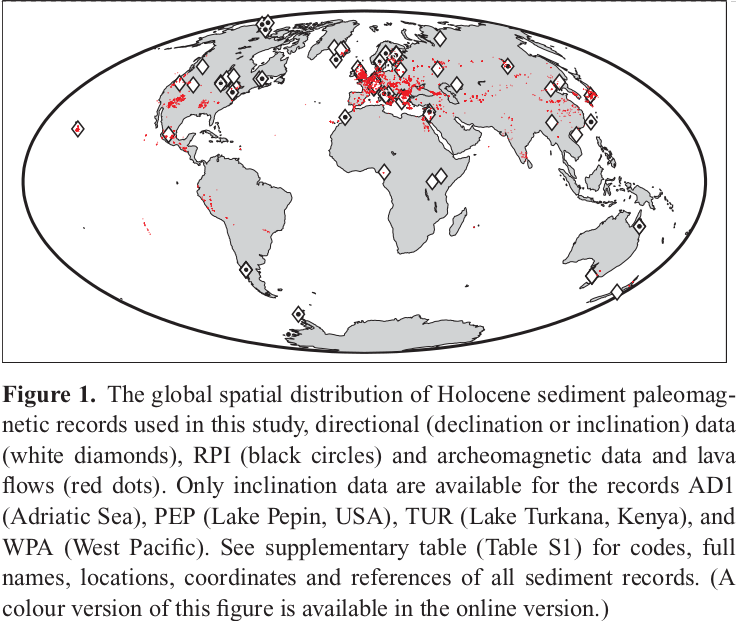 Figure 1. The global spatial distribution of Holocene sediment paleomag-
netic records used in this study, directional (declination or inclination) data
(white diamonds), RPI (black circles) and archeomagnetic data and lava
flows (red dots). Only inclination data are available for the records AD1
(Adriatic Sea), PEP (Lake Pepin, USA), TUR (Lake Turkana, Kenya), and
WPA (West Pacific). See supplementary table (Table S1) for codes, full
names, locations, coordinates and references of all sediment records. (A
colour version of this figure is available in the online version.)